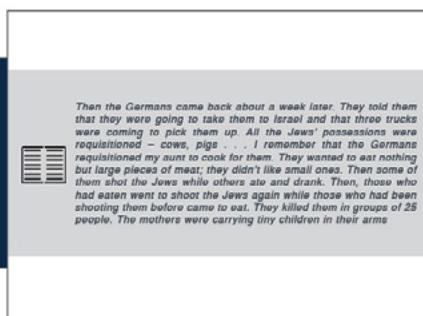 Then the Germans came back about a week later. They told them
that they were going to take them to Israel and that three trucks
were coming to pick them up. All the Jews' possessions were
requisitioned – cows, pigs . . . I remember that the Germans
requisitioned my aunt to cook for them. They wanted to eat nothing
but large pieces of meat; they didn't like small ones. Then some of
them shot the Jews while others ate and drank. Then, those who
had eaten went to shoot the Jews again while those who had been
shooting them before came to eat. They killed them in groups of 25
people. The mothers were carrying tiny children in their arms